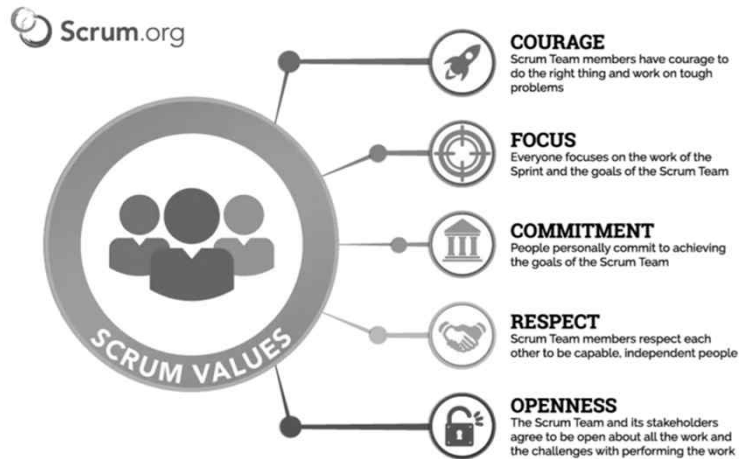 Scrum.org
COURAGE
Scrum Team members have courage to
do the right thing and work on tough
problems
FOCUS
Everyone focuses on the work of the
Sprint and the goals of the Scrum Team
COMMITMENT
People personally commit to achieving
the goals of the Scrum Team
RESPECT
Scrum Team members respect each
other to be capable, independent people
OPENNESS
The Scrum Team and its stakeholders
agree to be open about all the work and
the challenges with performing the work
SCRUM VALUES